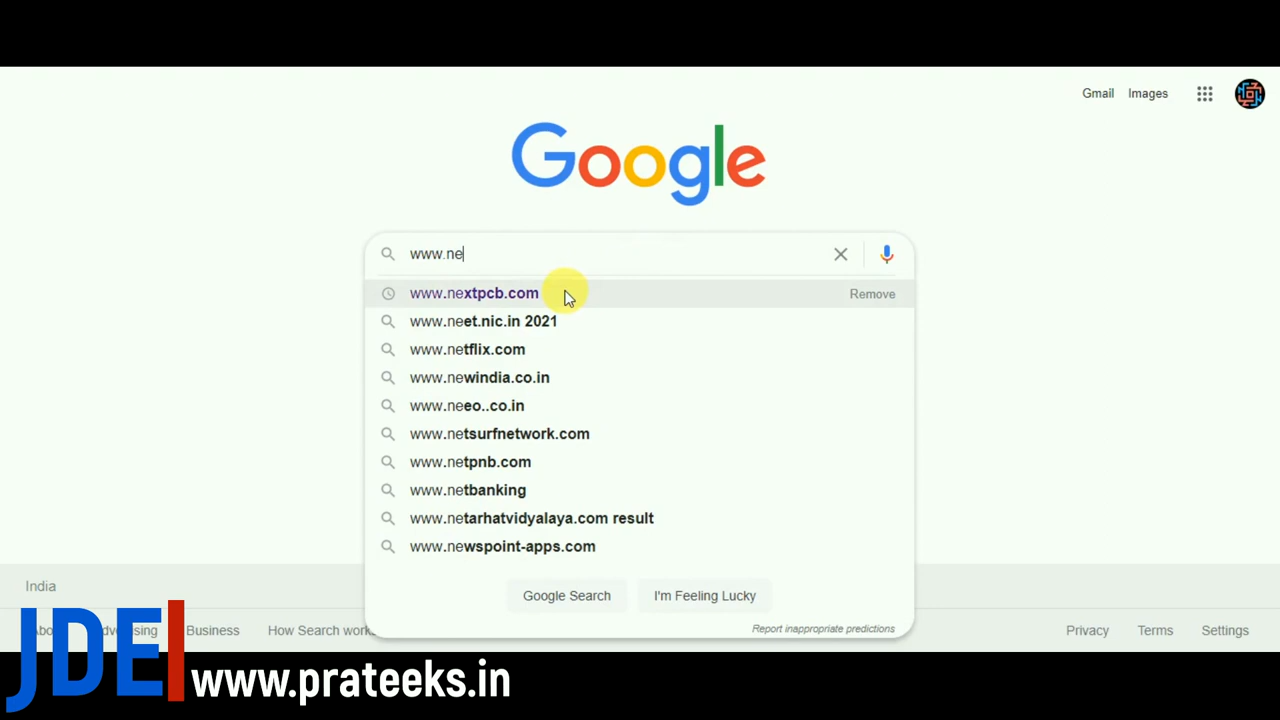 Gmail Images
Google
www.ne
www.nextpcb.com Remove
www.neet.nic.in 2021
www.netflix.com
www.newindia.co.in
www.neeo..co.in
www.netsurfnetwork.com
www.netpnb.com
www.netbanking
www.netarhatvidyalaya.com result
www.newspoint-apps.com
Google Search I'm Feeling Lucky
Report inappropriate predictions
India
Business How Search works Privacy Terms Settings
JDE
www.prateeks.in